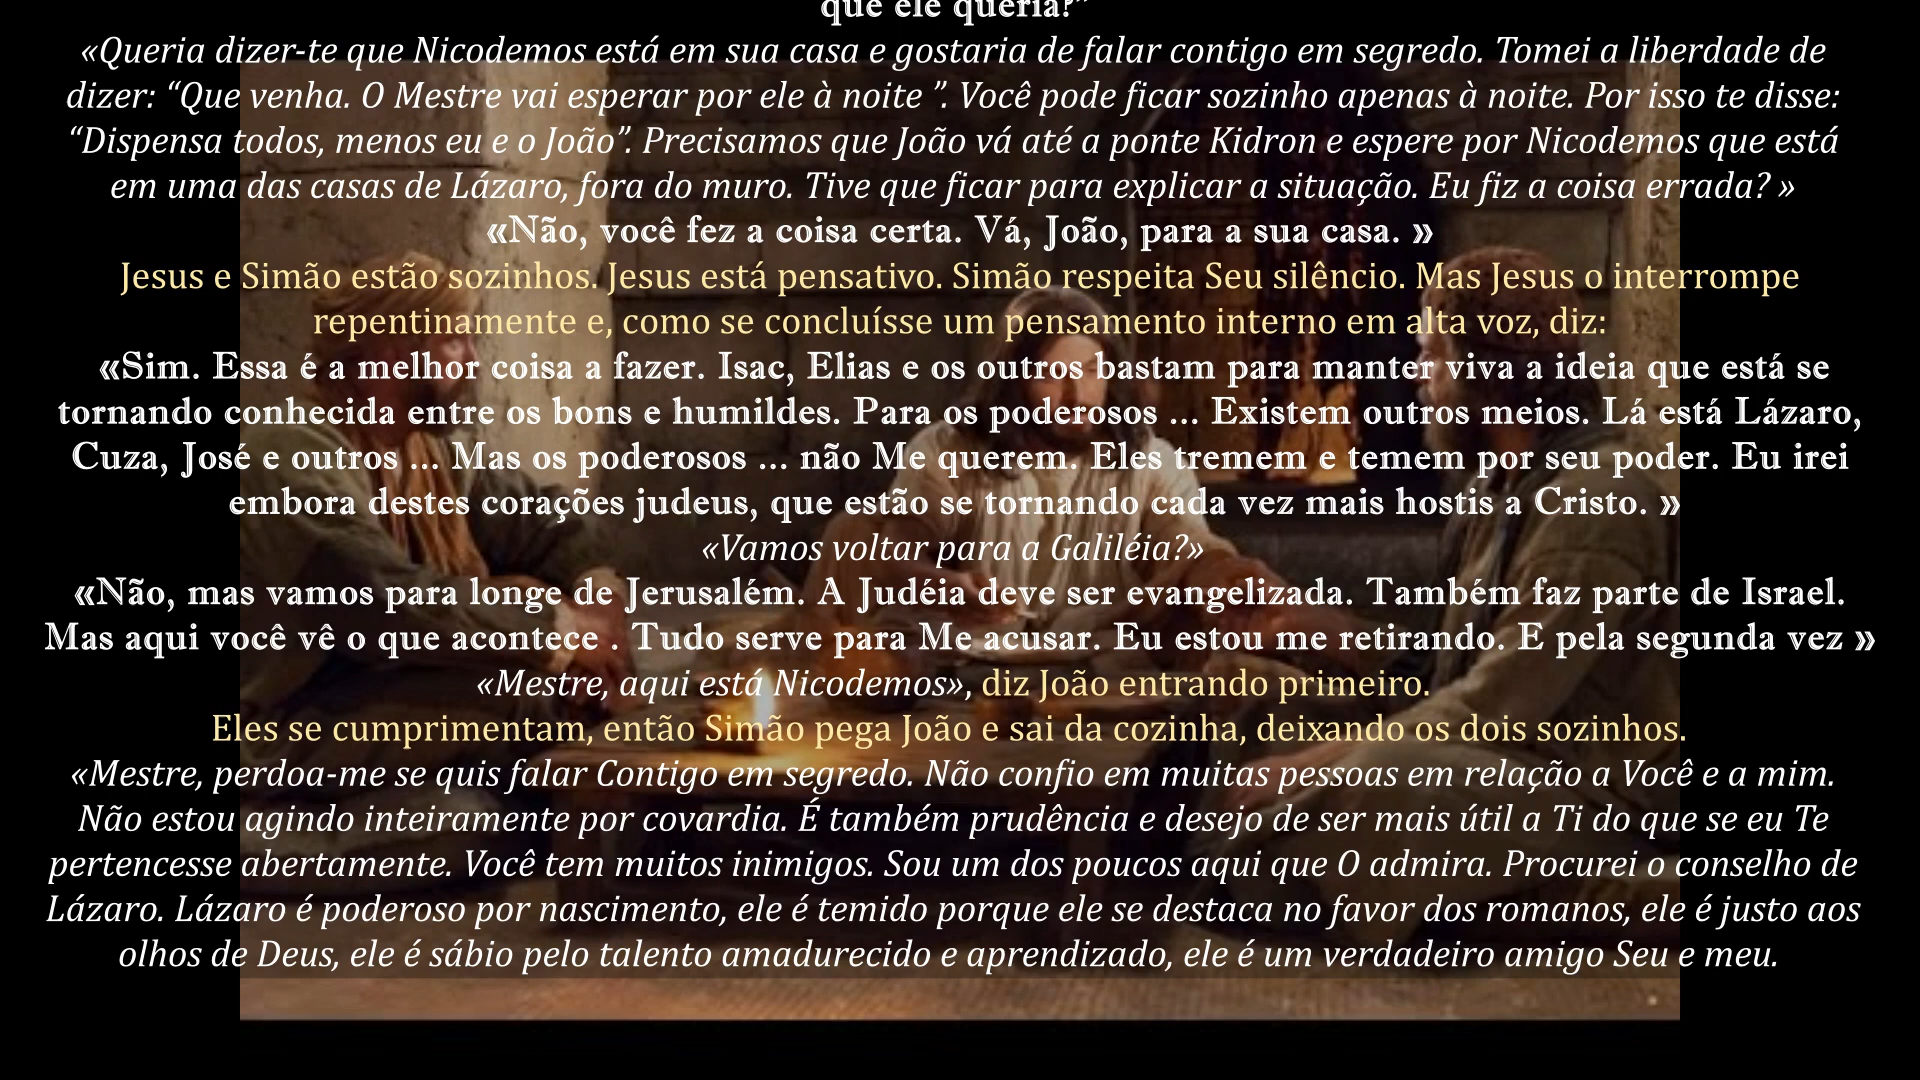 que ele queria?”
«Queria dizer-te que Nicodemos está em sua casa e gostaria de falar contigo em segredo. Tomei a liberdade de
dizer: “Que venha. O Mestre vai esperar por ele à noite ”. Você pode ficar sozinho apenas à noite. Por isso te disse:
“Dispensa todos, menos eu e o João”. Precisamos que João vá até a ponte Kidron e espere por Nicodemos que está
em uma das casas de Lázaro, fora do muro. Tive que ficar para explicar a situação. Eu fiz a coisa errada? »
«Não, você fez a coisa certa. Vá, João, para a sua casa. »
Jesus e Simão estão sozinhos. Jesus está pensativo. Simão respeita Seu silêncio. Mas Jesus o interrompe
repentinamente e, como se concluísse um pensamento interno em alta voz, diz:
«Sim. Essa é a melhor coisa a fazer. Isac, Elias e os outros bastam para manter viva a ideia que está se
tornando conhecida entre os bons e humildes. Para os poderosos ... Existem outros meios. Lá está Lázaro,
Cuza, José e outros ... Mas os poderosos ... não Me querem. Eles tremem e temem por seu poder. Eu irei
embora destes corações judeus, que estão se tornando cada vez mais hostis a Cristo. »
«Vamos voltar para a Galiléia?»
«Não, mas vamos para longe de Jerusalém. A Judéia deve ser evangelizada. Também faz parte de Israel.
Mas aqui você vê o que acontece . Tudo serve para Me acusar. Eu estou me retirando. E pela segunda vez »
«Mestre, aqui está Nicodemos», diz João entrando primeiro.
Eles se cumprimentam, então Simão pega João e sai da cozinha, deixando os dois sozinhos.
«Mestre, perdoa-me se quis falar Contigo em segredo. Não confio em muitas pessoas em relação a Você e a mim.
Não estou agindo inteiramente por covardia. É também prudência e desejo de ser mais útil a Ti do que se eu Te
pertencesse abertamente. Você tem muitos inimigos. Sou um dos poucos aqui que O admira. Procurei o conselho de
Lázaro. Lázaro é poderoso por nascimento, ele é temido porque ele se destaca no favor dos romanos, ele é justo aos
olhos de Deus, ele é sábio pelo talento amadurecido e aprendizado, ele é um verdadeiro amigo Seu e meu.